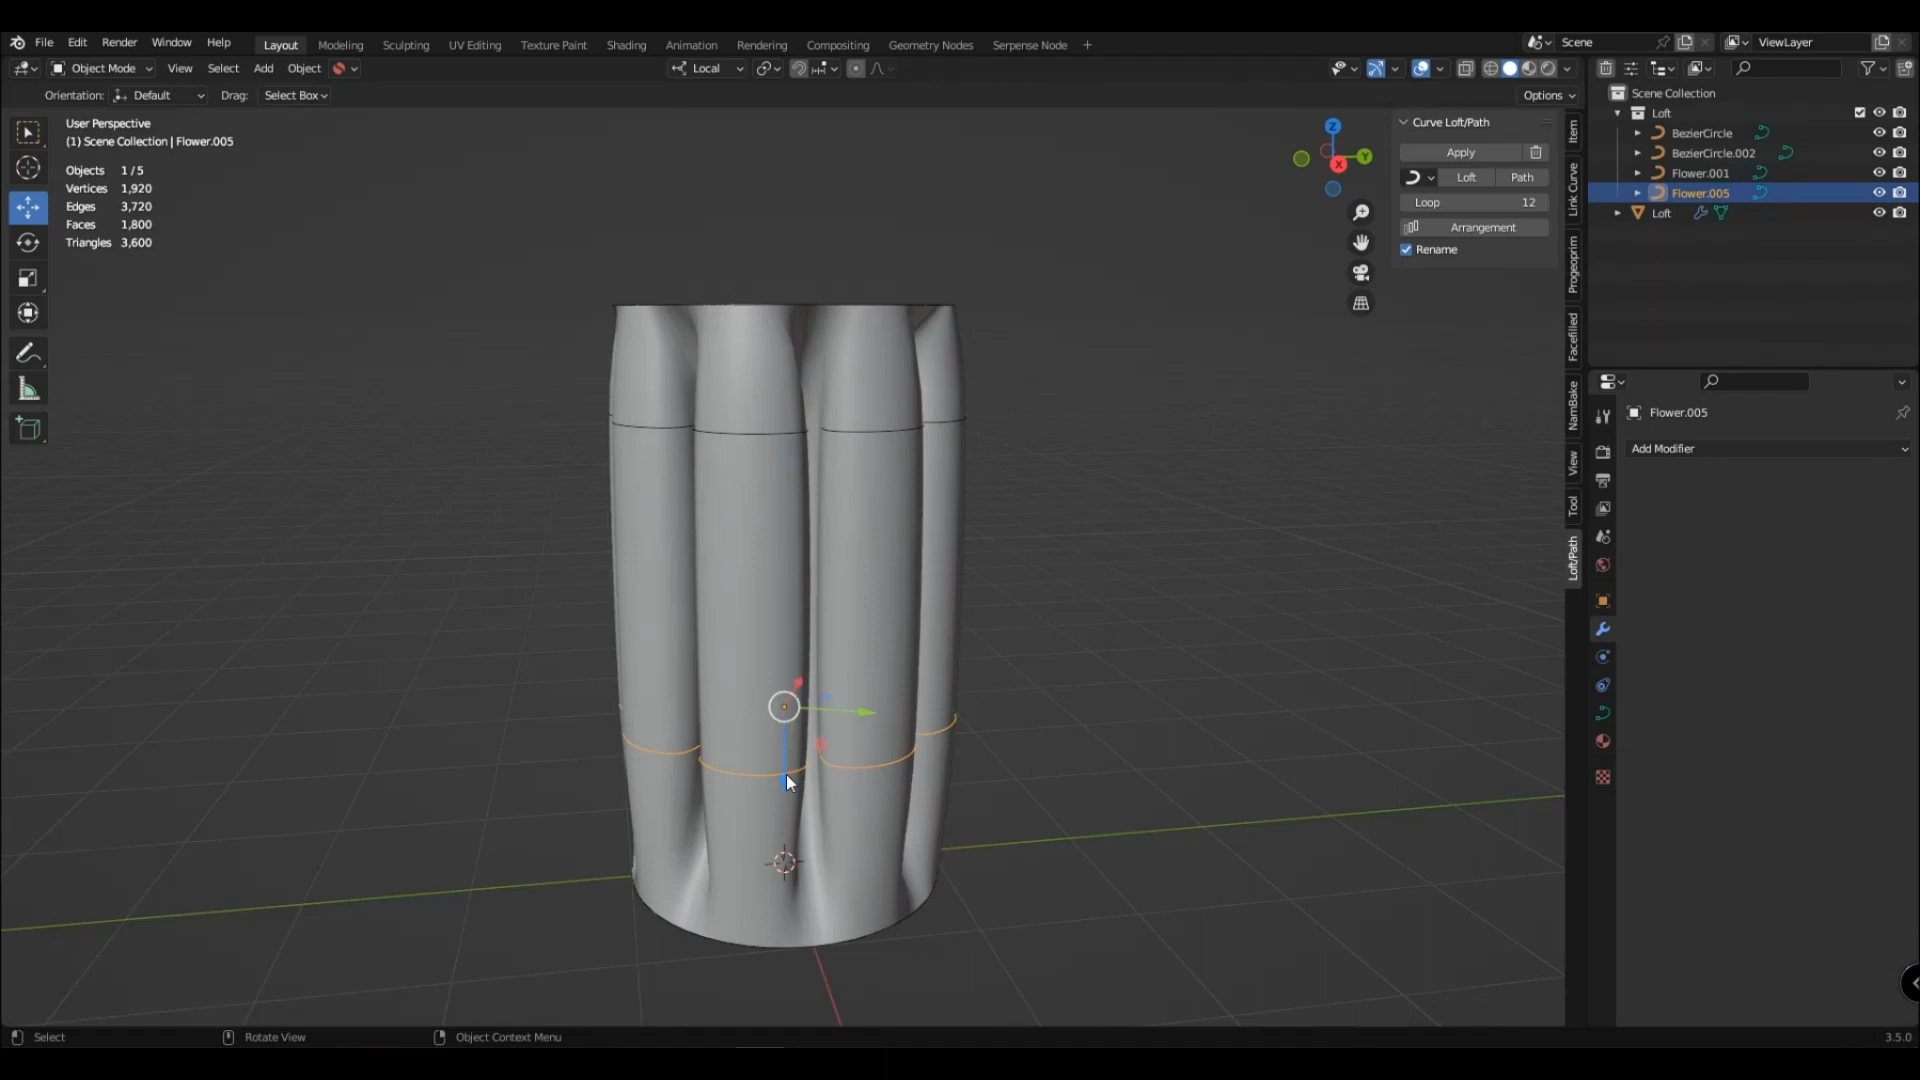 File Edit Render Window Help Layout Modeling Sculpting UV Editing Texture Paint Shading Animation Rendering Compositing Geometry Nodes Serpense Node + Scene ViewLayer
Object Mode View Select Add Object Local
Orientation: Default Drag: Select Box Options
User Perspective
(1) Scene Collection | Flower.005
Objects 1/5
Vertices 1,920
Edges 3,720
Faces 1,800
Triangles 3,600
Z
Y
X
Curve Loft/Path
Apply
Loft Path
Loop 12
Arrangement
Rename
Item
Link Curve
Progeoprim
Facefilled
NamBake
View
Tool
Loft/Path
Scene Collection
Loft
BezierCircle
BezierCircle.002
Flower.001
Flower.005
Loft
Flower.005
Add Modifier
Select Rotate View Object Context Menu 3.5.0